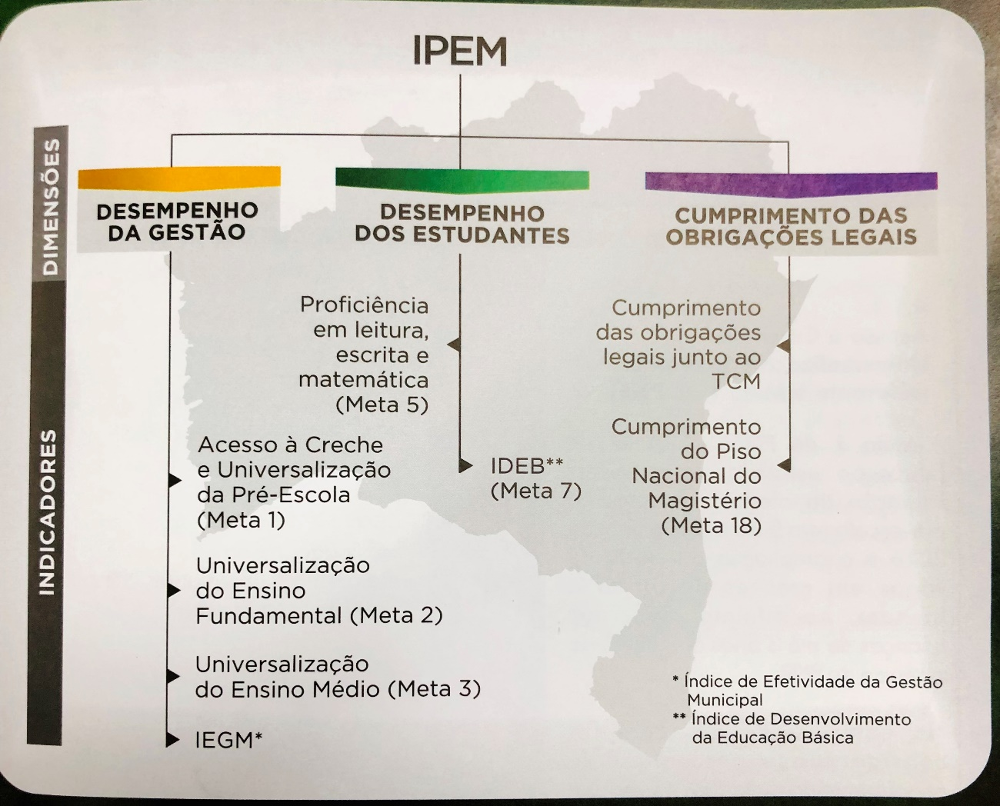 IPEM
DIMENSÕES
DESEMPENHO
DA GESTÃO
DESEMPENHO
DOS ESTUDANTES
CUMPRIMENTO DAS
OBRIGAÇÕES LEGAIS
INDICADORES
Acesso à Creche
e Universalização
da Pré-Escola
(Meta 1)
Universalização
do Ensino
Fundamental (Meta 2)
Universalização
do Ensino Médio (Meta 3)
IEGM*
Proficiência
em leitura,
escrita e
matemática
(Meta 5)
IDEB**
(Meta 7)
Cumprimento
das obrigações
legais junto ao
TCM
Cumprimento
do Piso
Nacional do
Magistério
(Meta 18)
* Índice de Efetividade da Gestão
Municipal
** Índice de Desenvolvimento
da Educação Básica